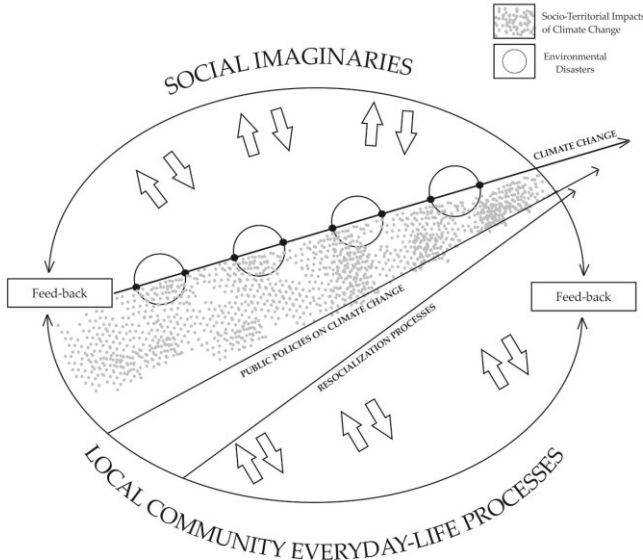 Socio-Territorial Impacts
of Climate Change
Environmental
Disasters
SOCIAL IMAGINARIES
CLIMATE CHANGE
Feed-back
Feed-back
PUBLIC POLICIES ON CLIMATE CHANGE
RESOCIALIZATION PROCESSES
LOCAL COMMUNITY EVERYDAY-LIFE PROCESSES